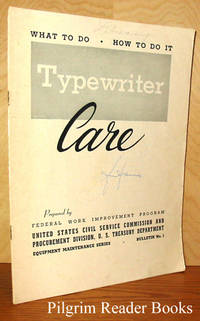 WHAT TO DO · HOW TO DO IT
Typewriter
Care
Prepared by
FEDERAL WORK IMPROVEMENT PROGRAM
UNITED STATES CIVIL SERVICE COMMISSION AND
PROCUREMENT DIVISION, U. S. TREASURY DEPARTMENT
EQUIPMENT MAINTENANCE SERIES BULLETIN No. 1
Pilgrim Reader Books